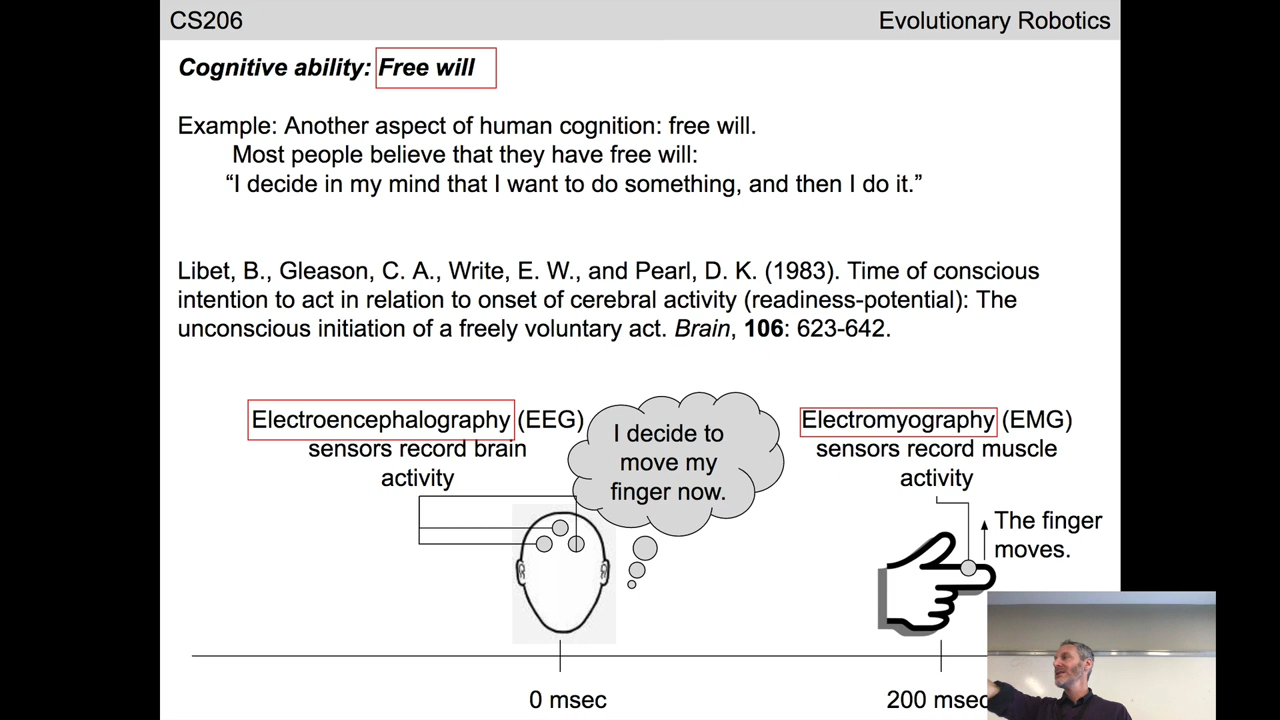 CS206
Evolutionary Robotics
Cognitive ability: Free will
Example: Another aspect of human cognition: free will.
Most people believe that they have free will:
“I decide in my mind that I want to do something, and then I do it.”
Libet, B., Gleason, C. A., Write, E. W., and Pearl, D. K. (1983). Time of conscious
intention to act in relation to onset of cerebral activity (readiness-potential): The
unconscious initiation of a freely voluntary act. Brain, 106: 623-642.
Electroencephalography (EEG)
sensors record brain
activity
I decide to
move my
finger now.
Electromyography (EMG)
sensors record muscle
activity
The finger
moves.
0 msec
200 msec